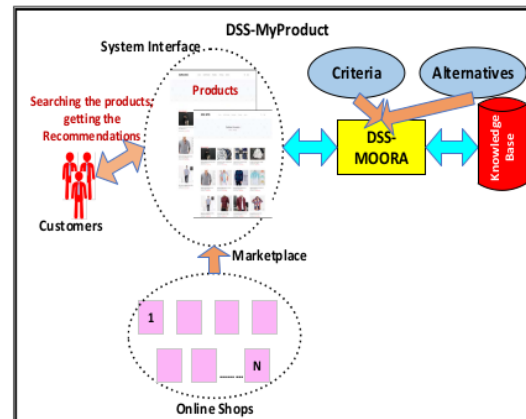 DSS-MyProduct
System Interface
Criteria
Alternatives
Products
Searching the products;
getting the
Recommendations
DSS-
MOORA
Knowledge
Base
Customers
Marketplace
1
N
Online Shops